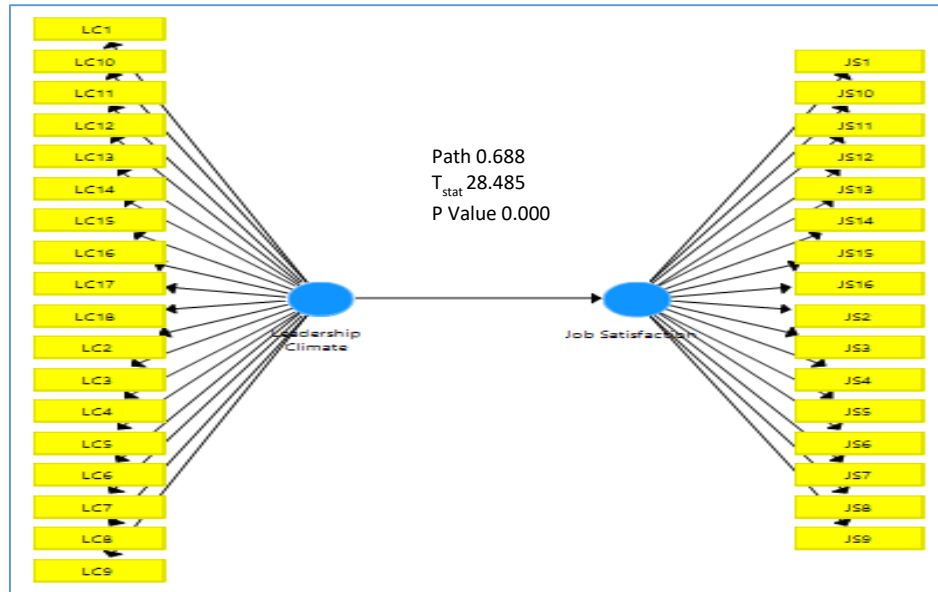 LC1
LC10
LC11
LC12
LC13
LC14
LC15
LC16
LC17
LC18
LC2
LC3
LC4
LC5
LC6
LC7
LC8
LC9
Path 0.688
Tstat 28.485
P Value 0.000
Leadership
Climate
Job Satisfaction
JS1
JS10
JS11
JS12
JS13
JS14
JS15
JS16
JS2
JS3
JS4
JS5
JS6
JS7
JS8
JS9